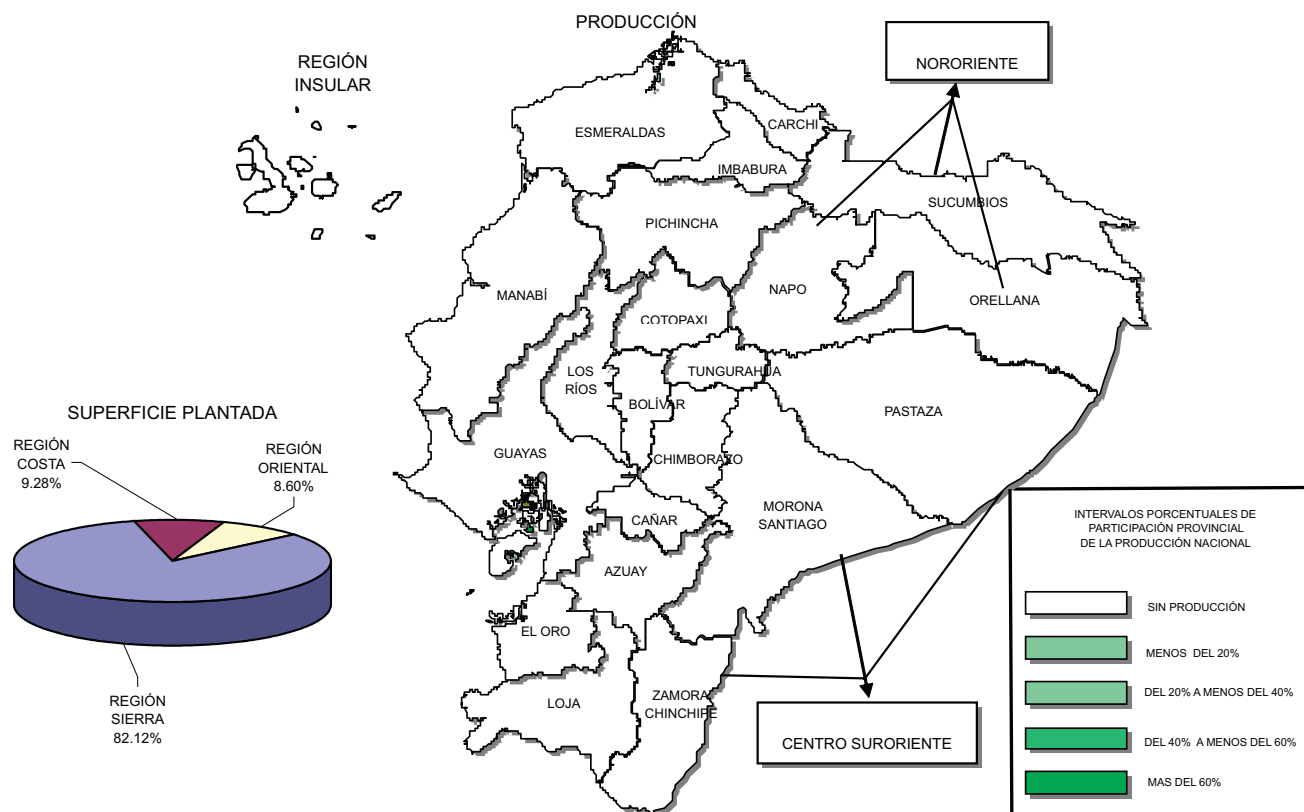 PRODUCCIÓN
REGIÓN
INSULAR
NORORIENTE
CARCHI
ESMERALDAS
IMBABURA
SUCUMBIOS
PICHINCHA
NAPO
ORELLANA
MANABÍ
COTOPAXI
LOS
RÍOS
TUNGURAHUA
BOLÍVAR
PASTAZA
GUAYAS
CHIMBORAZO
MORONA
SANTIAGO
CAÑAR
AZUAY
EL ORO
LOJA
ZAMORA
CHINCHIPE
CENTRO SURORIENTE
SUPERFICIE PLANTADA
REGIÓN
COSTA
9.28%
REGIÓN
ORIENTAL
8.60%
REGIÓN
SIERRA
82.12%
INTERVALOS PORCENTUALES DE
PARTICIPACIÓN PROVINCIAL
DE LA PRODUCCIÓN NACIONAL
SIN PRODUCCIÓN
MENOS DEL 20%
DEL 20% A MENOS DEL 40%
DEL 40% A MENOS DEL 60%
MAS DEL 60%